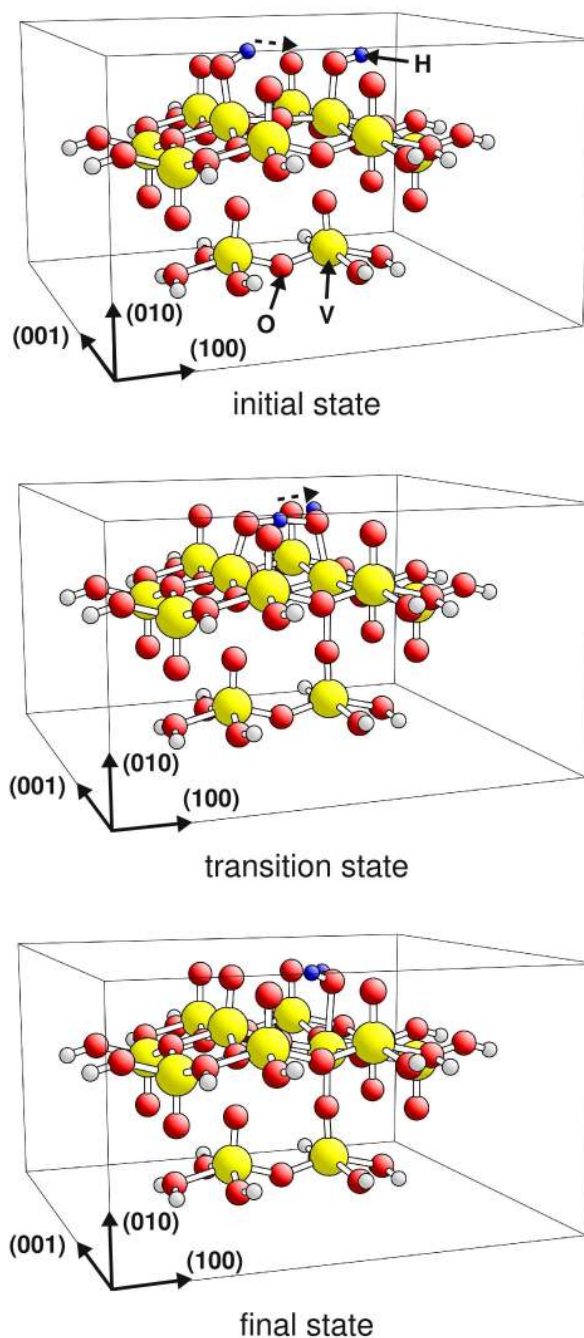 H
(010)
(001)
(100)
O
V
initial state
(010)
(001)
(100)
transition state
(010)
(001)
(100)
final state